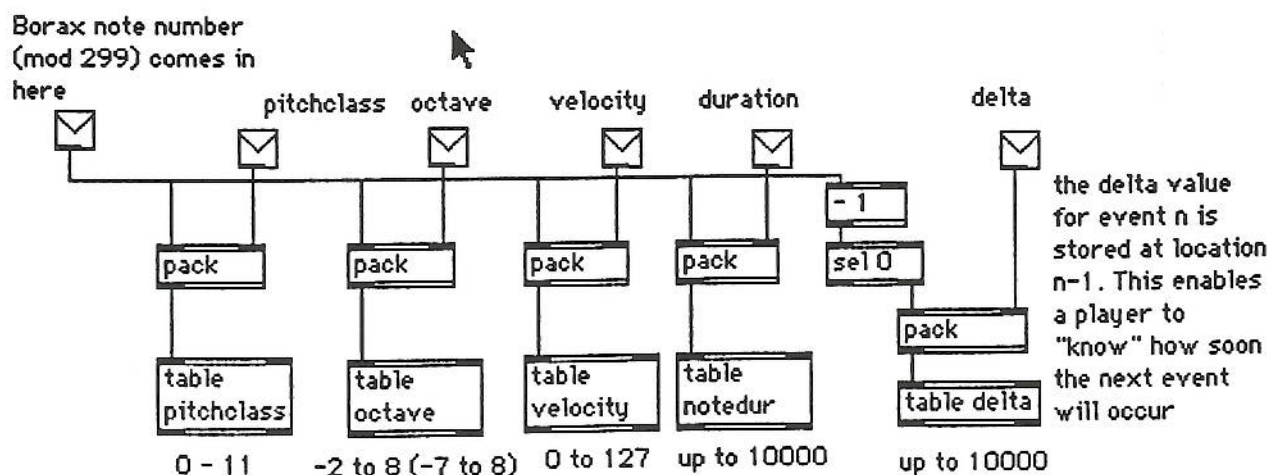 Borax note number
(mod 299) comes in
here
pitchclass
octave
velocity
duration
delta
- 1
the delta value
for event n is
stored at location
n-1. This enables
a player to
"know" how soon
the next event
will occur
pack
pack
pack
pack
sel 0
pack
table
pitchclass
table
octave
table
velocity
table
notedur
table delta
0 - 11
-2 to 8 (-7 to 8)
0 to 127
up to 10000
up to 10000